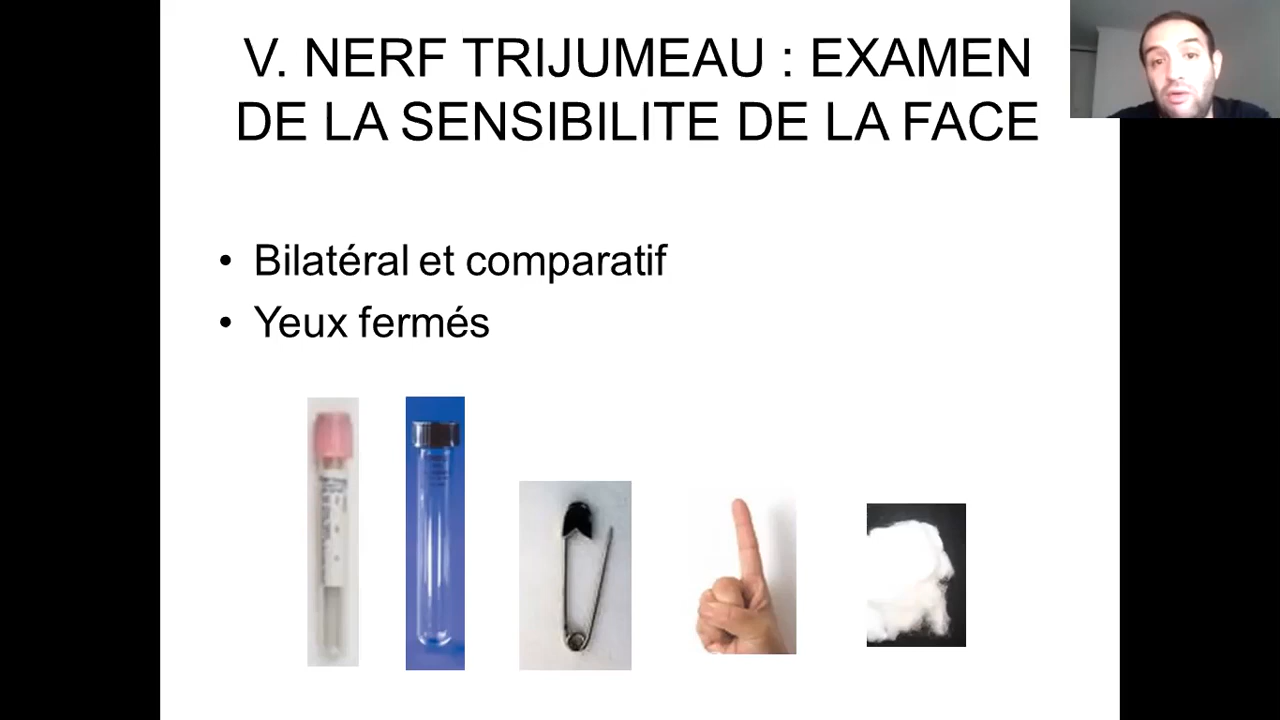 V. NERF TRIJUMEAU : EXAMEN
DE LA SENSIBILITE DE LA FACE
• Bilatéral et comparatif
• Yeux fermés